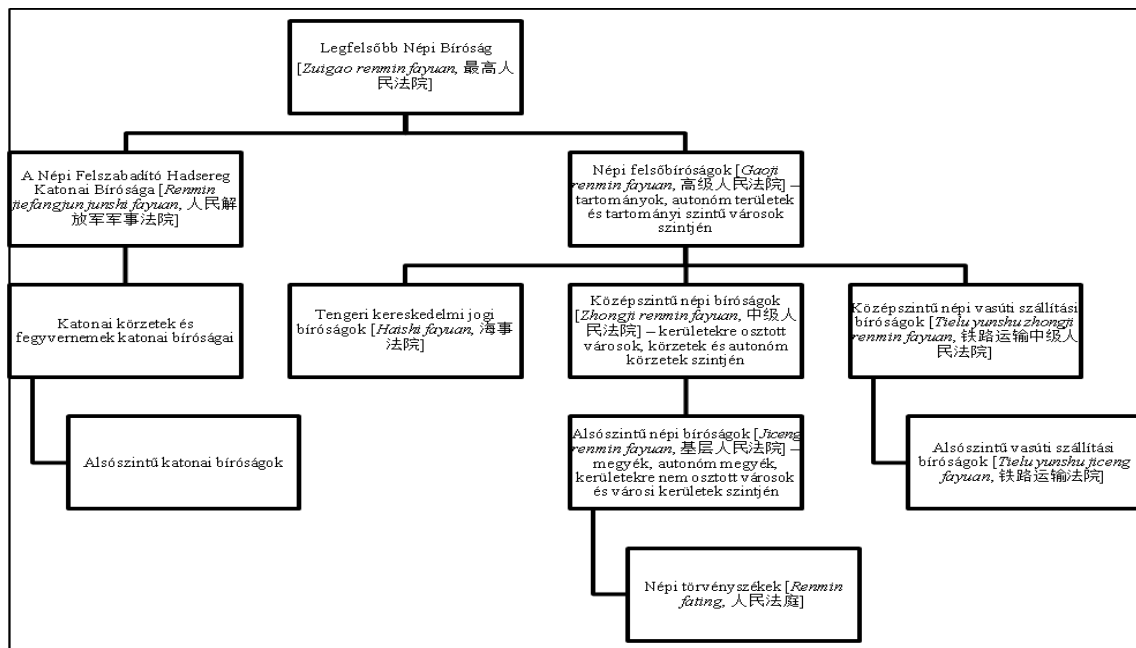 Legfelsőbb Népi Bíróság
[Zuigao renmin fayuan, 最高人
民法院]
A Népi Felszabadító Hadsereg
Katonai Bírósága [Renmin
jiefangjun junshi fayuan, 人民解
放军军事法院]
Népi felsőbíróságok [Gaoji
renmin fayuan, 高级人民法院] –
tartományok, autonóm területek
és tartományi szintű városok
szintjén
Katonai körzetek és
fegyvernemek katonai bíróságai
Tengeri kereskedelmi jogi
bíróságok [Haishi fayuan, 海事
法院]
Középszintű népi bíróságok
[Zhongji renmin fayuan, 中级人
民法院] – kerületekre osztott
városok, körzetek és autonóm
körzetek szintjén
Középszintű népi vasúti szállítási
bíróságok [Tielu yunshu zhongji
renmin fayuan, 铁路运输中级人
民法院]
Alsószintű katonai bíróságok
Alsószintű népi bíróságok [Jiceng
renmin fayuan, 基层人民法院] –
megyék, autonóm megyék,
kerületekre nem osztott városok
és városi kerületek szintjén
Alsószintű vasúti szállítási
bíróságok [Tielu yunshu jiceng
fayuan, 铁路运输法院]
Népi törvényszékek [Renmin
fating, 人民法庭]